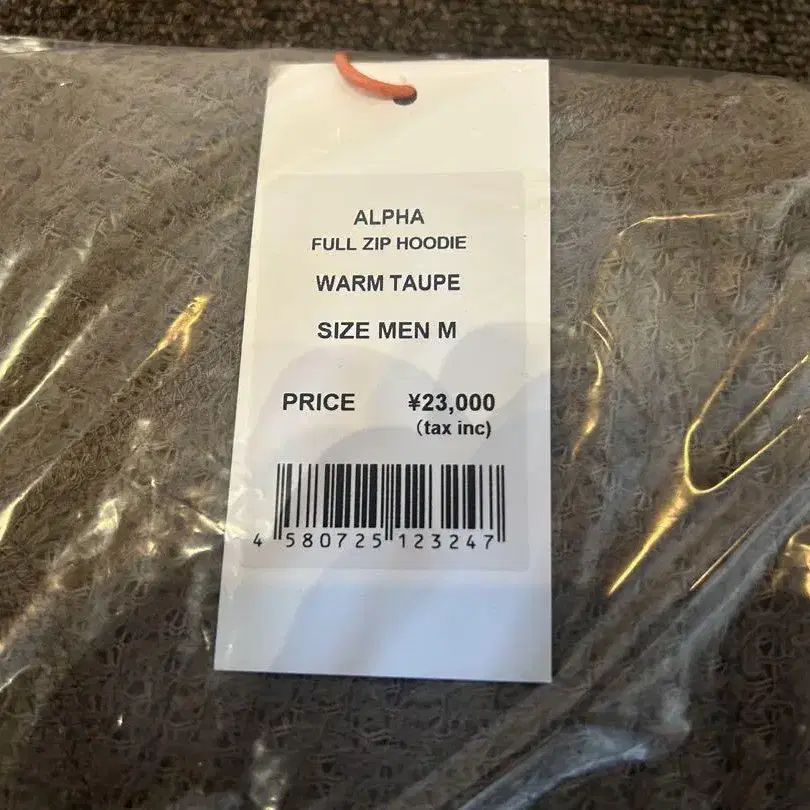 ALPHA
FULL ZIP HOODIE
WARM TAUPE
SIZE MEN M
PRICE ¥23,000
(tax inc)
4 580725 123247